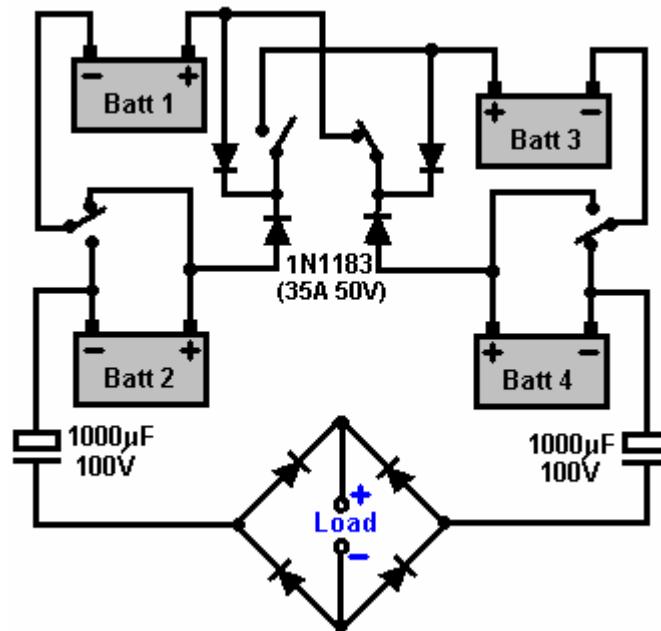 – +
Batt 1
+ –
Batt 3
1N1183
(35A 50V)
– +
Batt 2
+ –
Batt 4
1000µF
100V
1000µF
100V
+
Load
–